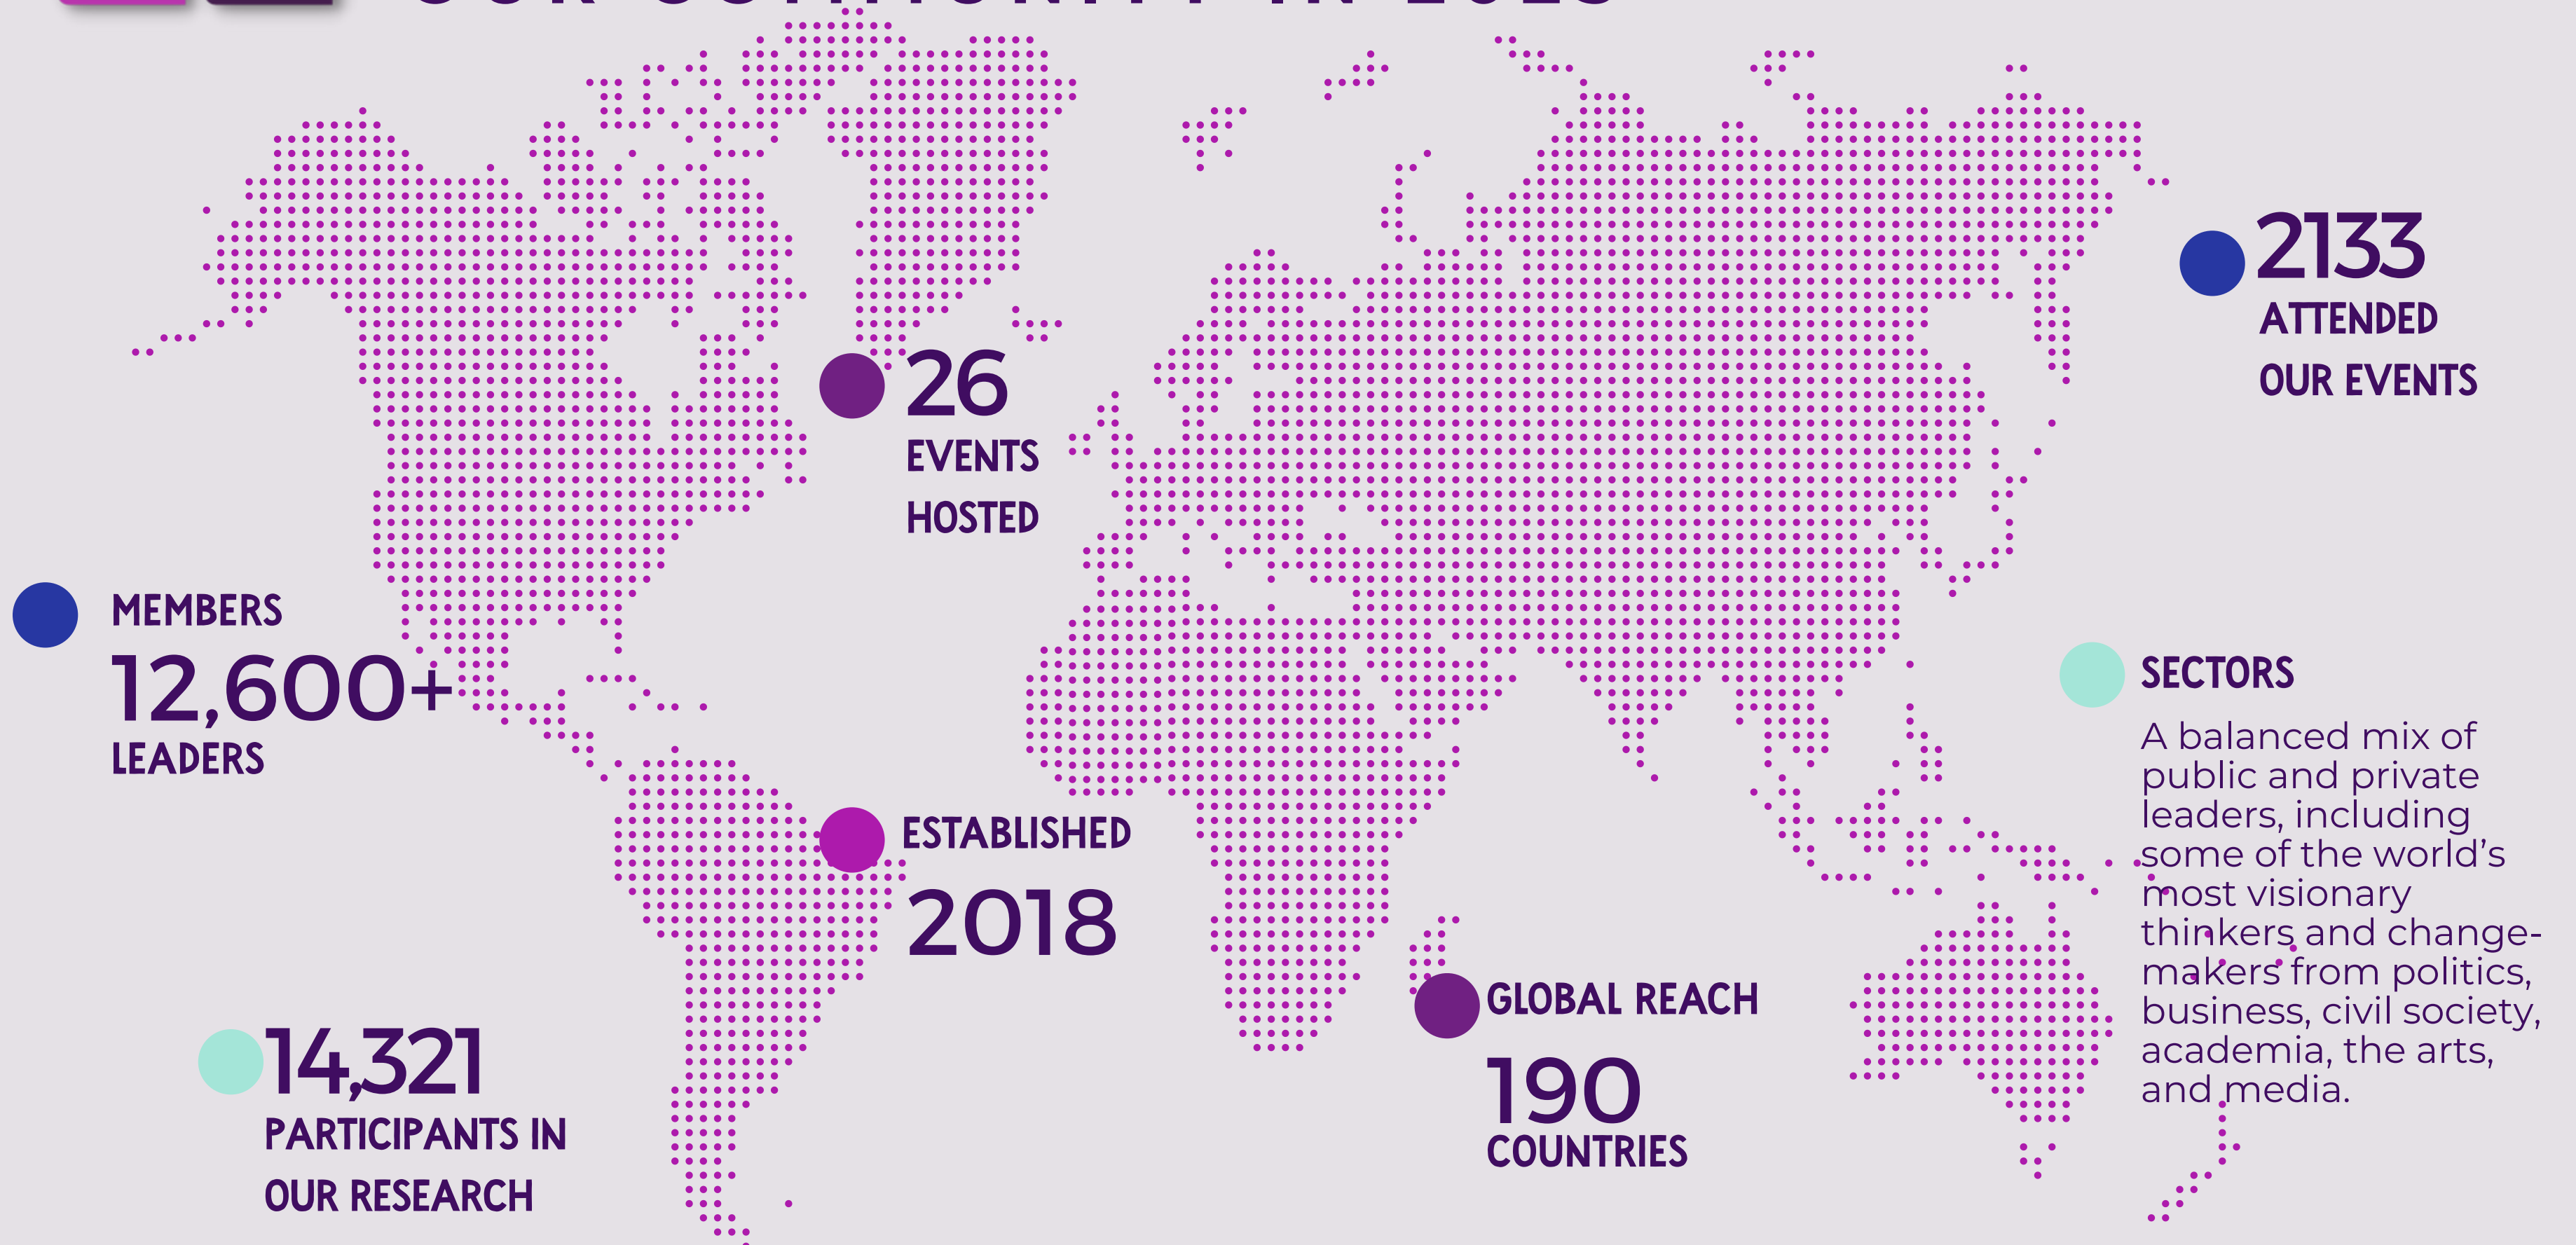 2133
ATTENDED
OUR EVENTS
26
EVENTS
HOSTED
MEMBERS
12,600+
LEADERS
SECTORS
A balanced mix of
public and private
leaders, including
some of the world’s
most visionary
thinkers and change-
makers from politics,
business, civil society,
academia, the arts,
and media.
ESTABLISHED
2018
GLOBAL REACH
190
COUNTRIES
14,321
PARTICIPANTS IN
OUR RESEARCH